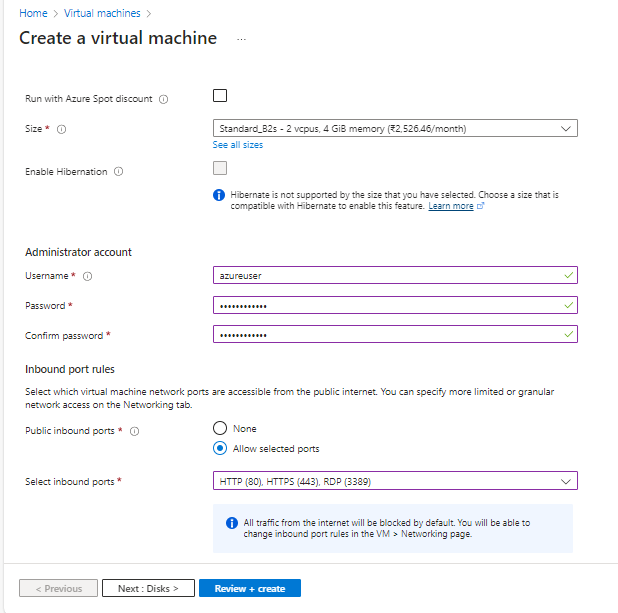 Home > Virtual machines >
Create a virtual machine ...
Run with Azure Spot discount
Size *
Standard_B2s - 2 vcpus, 4 GiB memory (₹2,526.46/month)
See all sizes
Enable Hibernation
Hibernate is not supported by the size that you have selected. Choose a size that is
compatible with Hibernate to enable this feature. Learn more
Administrator account
Username *
azureuser
Password *
••••••••••••
Confirm password *
••••••••••••
Inbound port rules
Select which virtual machine network ports are accessible from the public internet. You can specify more limited or granular
network access on the Networking tab.
Public inbound ports *
None
Allow selected ports
Select inbound ports *
HTTP (80), HTTPS (443), RDP (3389)
All traffic from the internet will be blocked by default. You will be able to
change inbound port rules in the VM > Networking page.
< Previous
Next : Disks >
Review + create